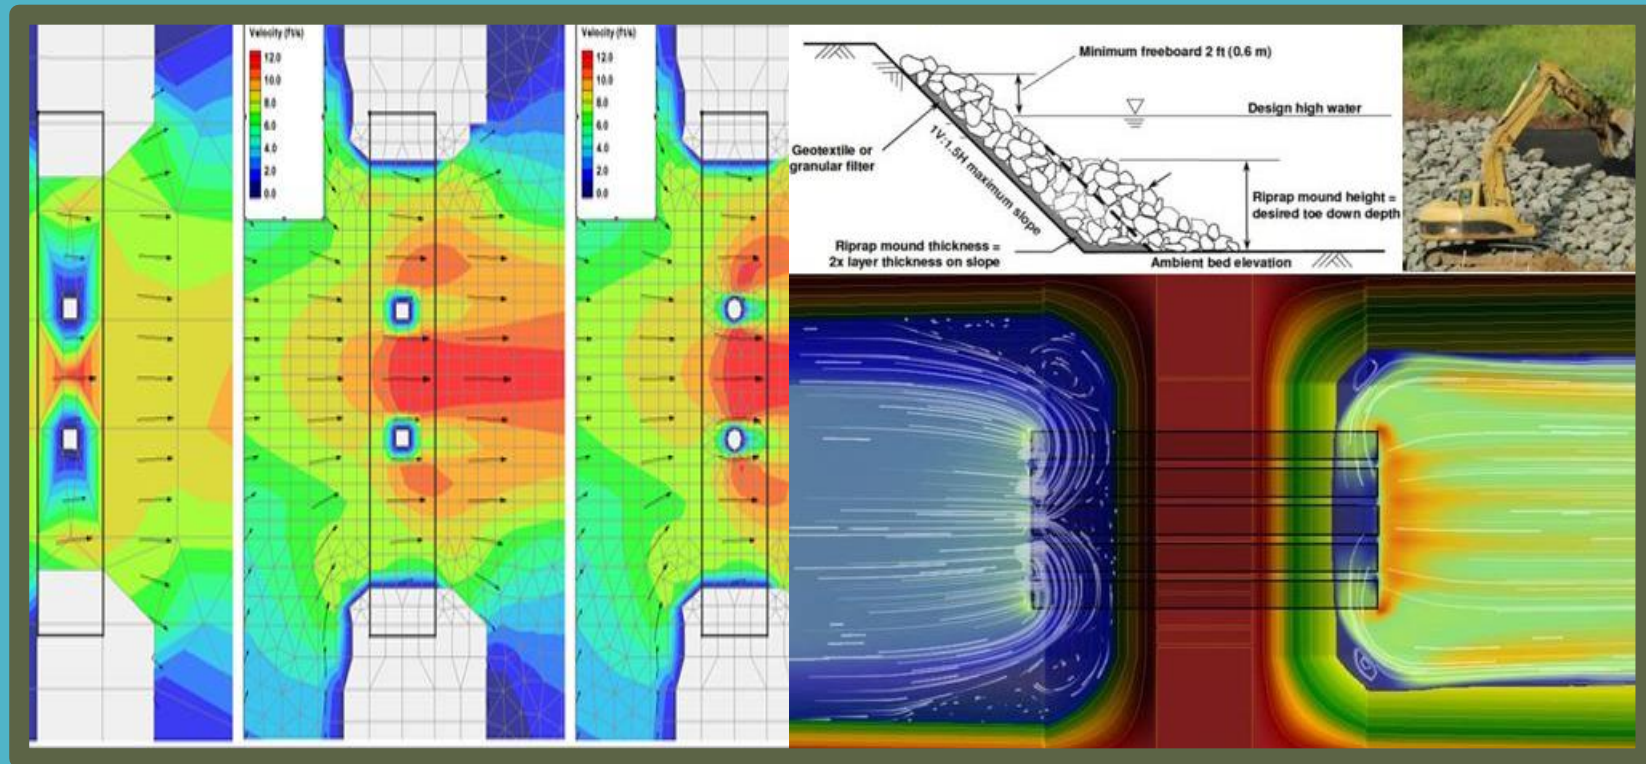 Velocity (ft/s)
12.0
10.0
8.0
6.0
4.0
2.0
0.0
Velocity (ft/s)
12.0
10.0
8.0
6.0
4.0
2.0
0.0
Minimum freeboard 2 ft (0.6 m)
Design high water
Geotextile or
granular filter
1V:1.5H maximum slope
Riprap mound height =
desired toe down depth
Riprap mound thickness =
2x layer thickness on slope
Ambient bed elevation